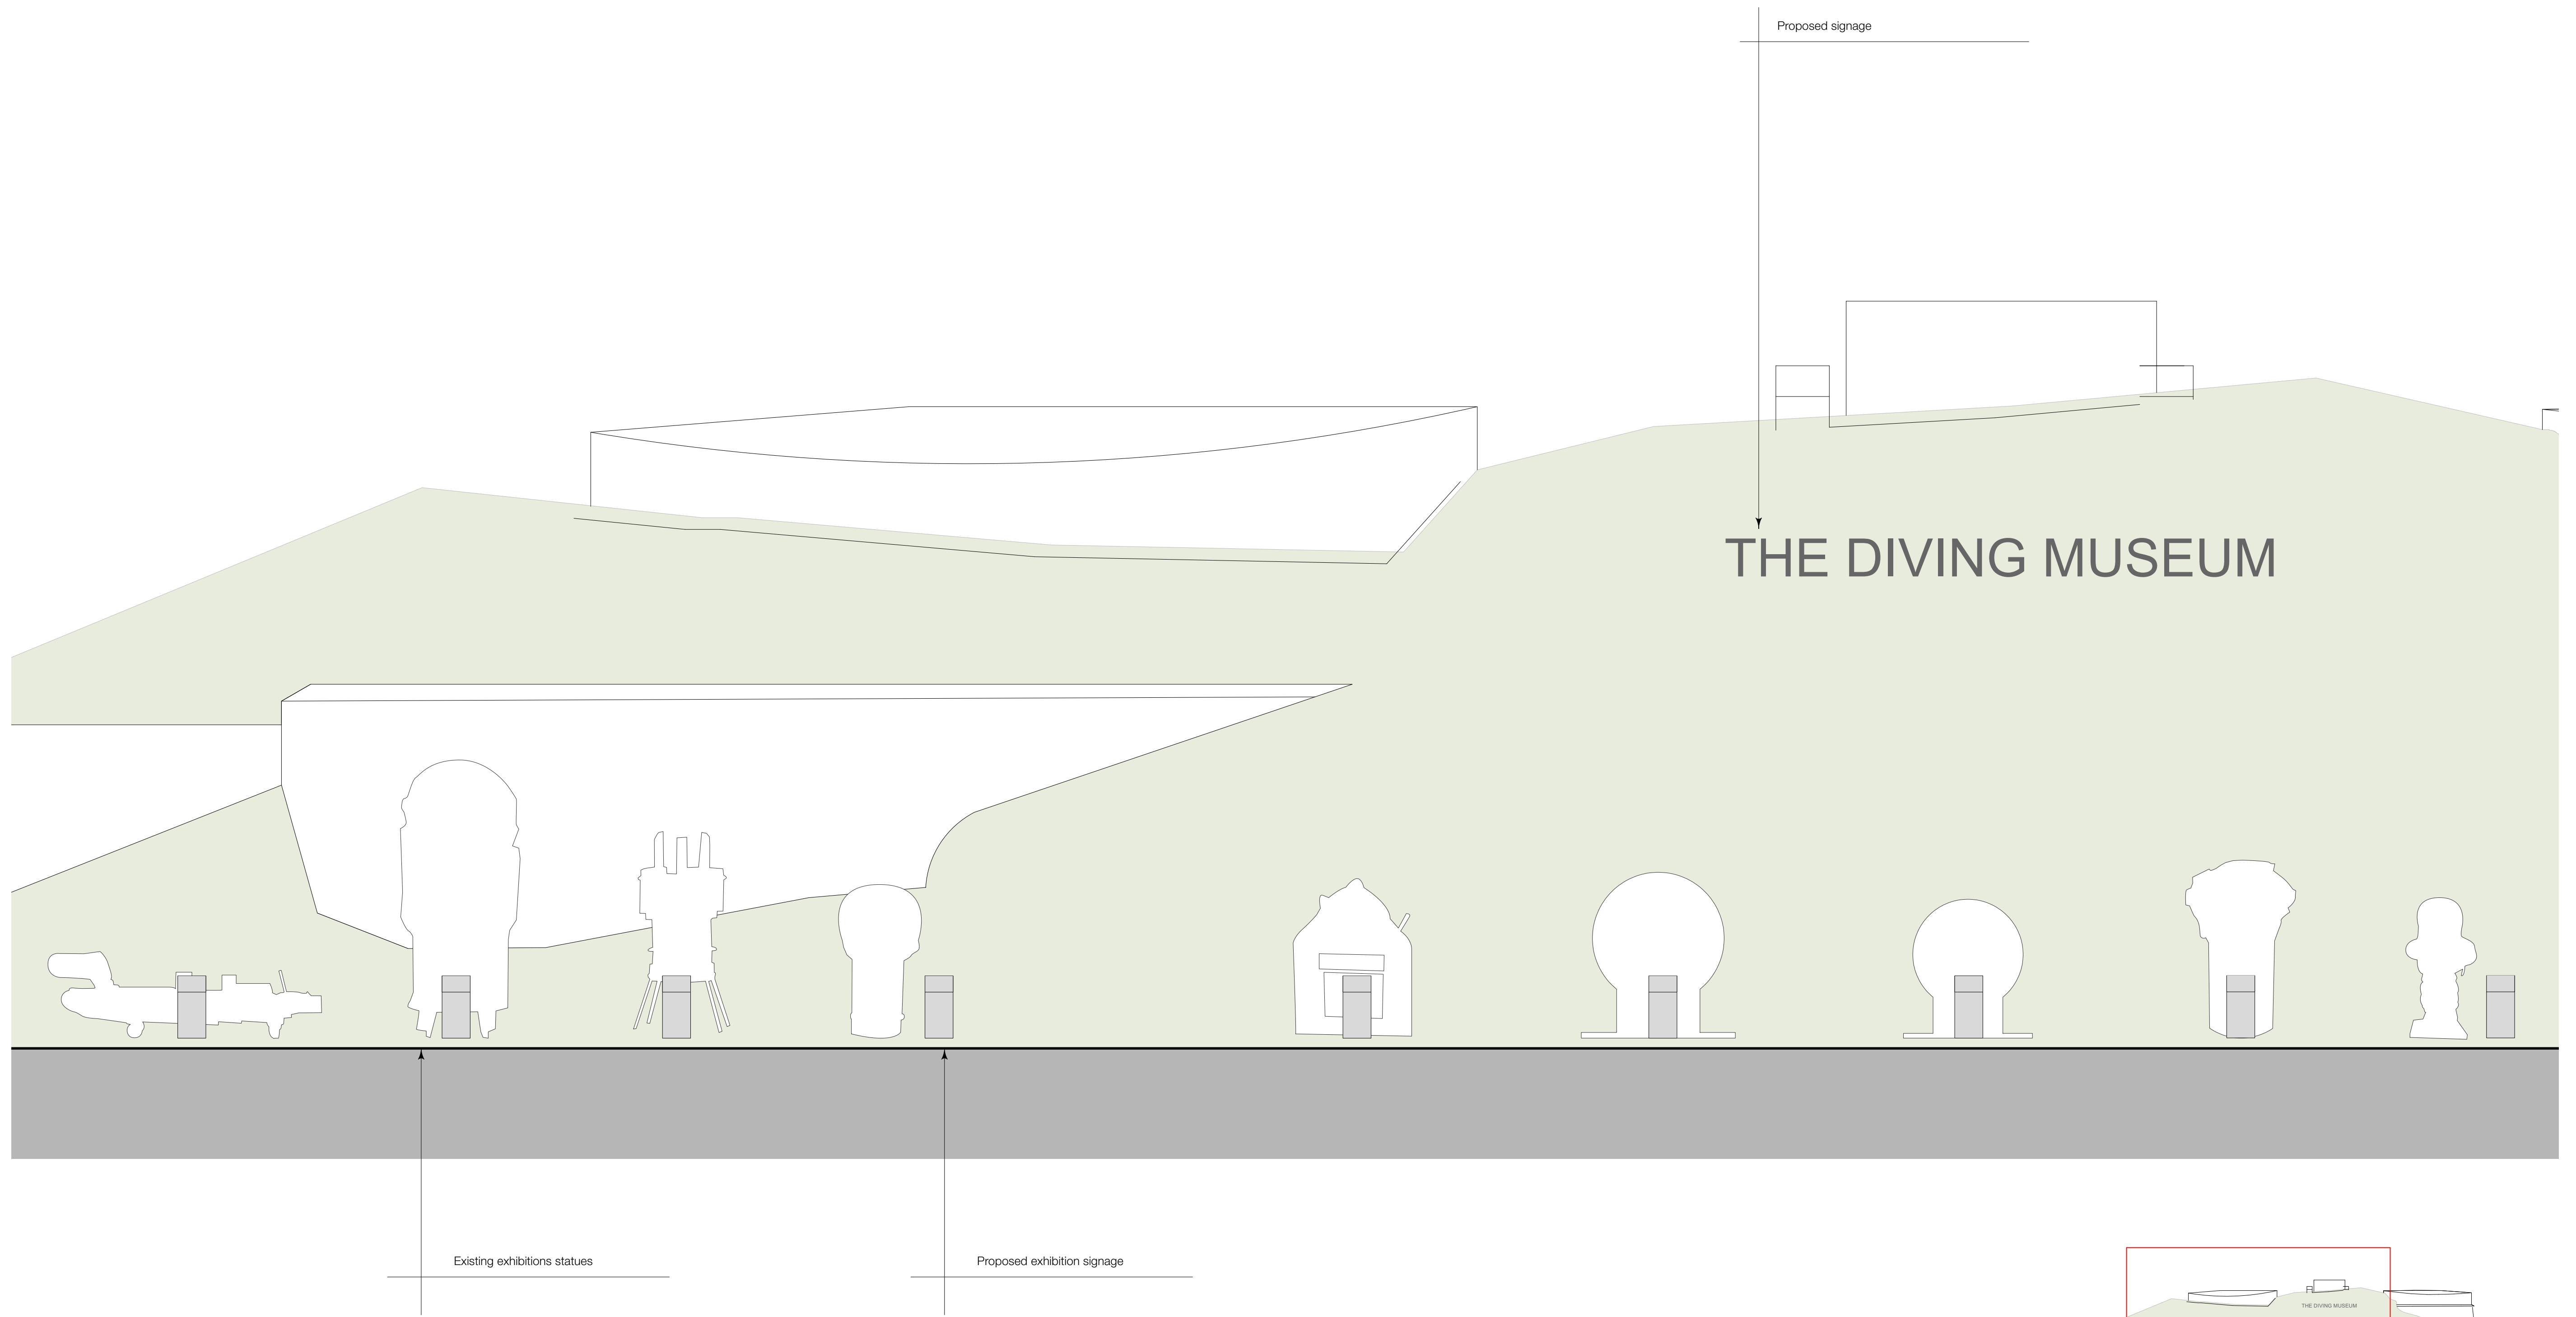 Proposed signage
THE DIVING MUSEUM
Existing exhibitions statues
Proposed exhibition signage
THE DIVING MUSEUM